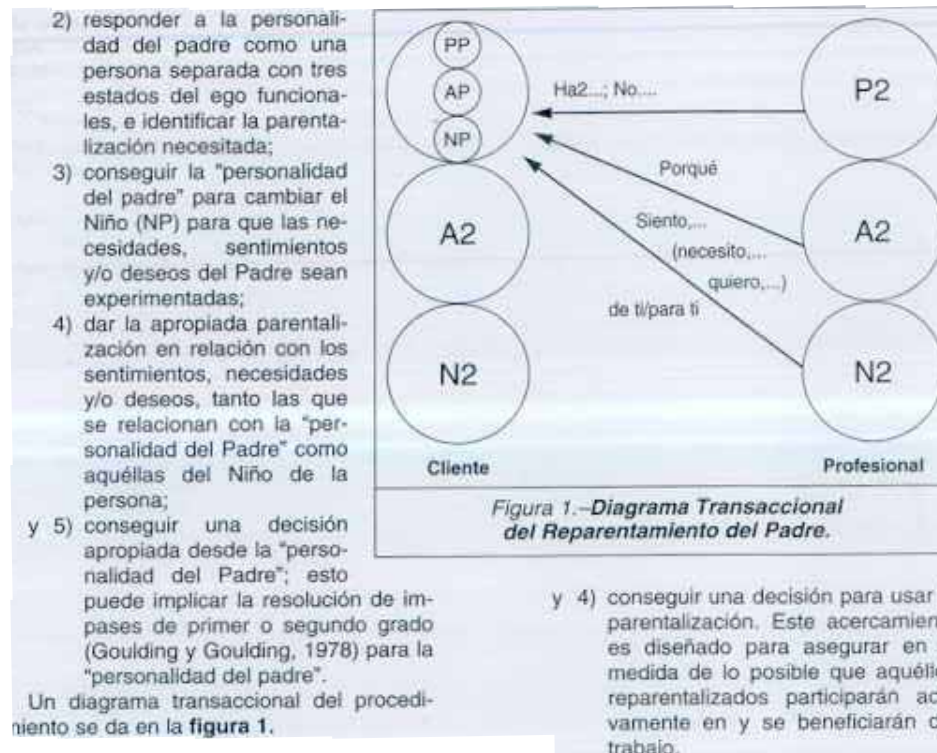 2) responder a la personali-
dad del padre como una
persona separada con tres
estados del ego funciona-
les, e identificar la parenta-
lización necesitada;
3) conseguir la "personalidad
del padre" para cambiar el
Niño (NP) para que las ne-
cesidades, sentimientos
y/o deseos del Padre sean
experimentadas;
4) dar la apropiada parentali-
zación en relación con los
sentimientos, necesidades
y/o deseos, tanto las que
se relacionan con la "per-
sonalidad del Padre" como
aquéllas del Niño de la
persona;
y 5) conseguir una decisión
apropiada desde la "perso-
nalidad del Padre"; esto
puede implicar la resolución de im-
pases de primer o segundo grado
(Goulding y Goulding, 1978) para la
"personalidad del padre".
Un diagrama transaccional del procedi-
miento se da en la figura 1.
PP
AP
NP
A2
N2
Cliente
Ha2...; No....
Porqué
Siento,...
(necesito,...
quiero,...)
de ti/para ti
P2
A2
N2
Profesional
Figura 1.–Diagrama Transaccional
del Reparentamiento del Padre.
y 4) conseguir una decisión para usar
parentalización. Este acercamien
es diseñado para asegurar en
medida de lo posible que aquéllo
reparentalizados participarán ac
vamente en y se beneficiarán d
trabajo.